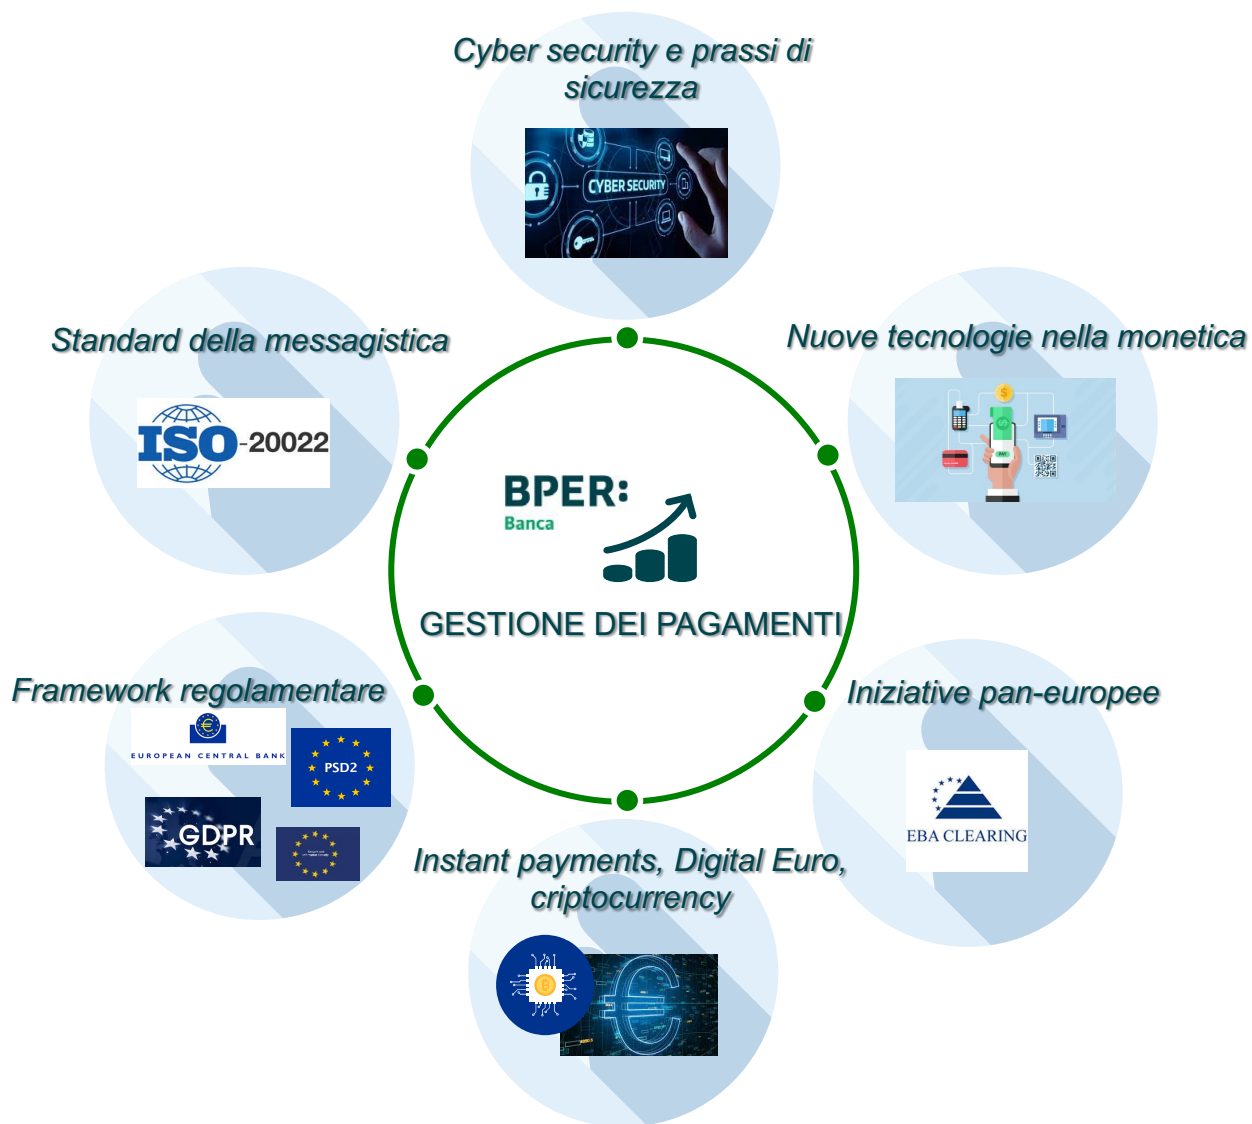 Cyber security e prassi di
sicurezza
CYBER SECURITY
Standard della messagistica
ISO-20022
Nuove tecnologie nella monetica
$
$
PAY
BPER:
Banca
GESTIONE DEI PAGAMENTI
Framework regolamentare
EUROPEAN CENTRAL BANK
PSD2
GDPR
Iniziative pan-europee
EBA CLEARING
Instant payments, Digital Euro,
criptocurrency